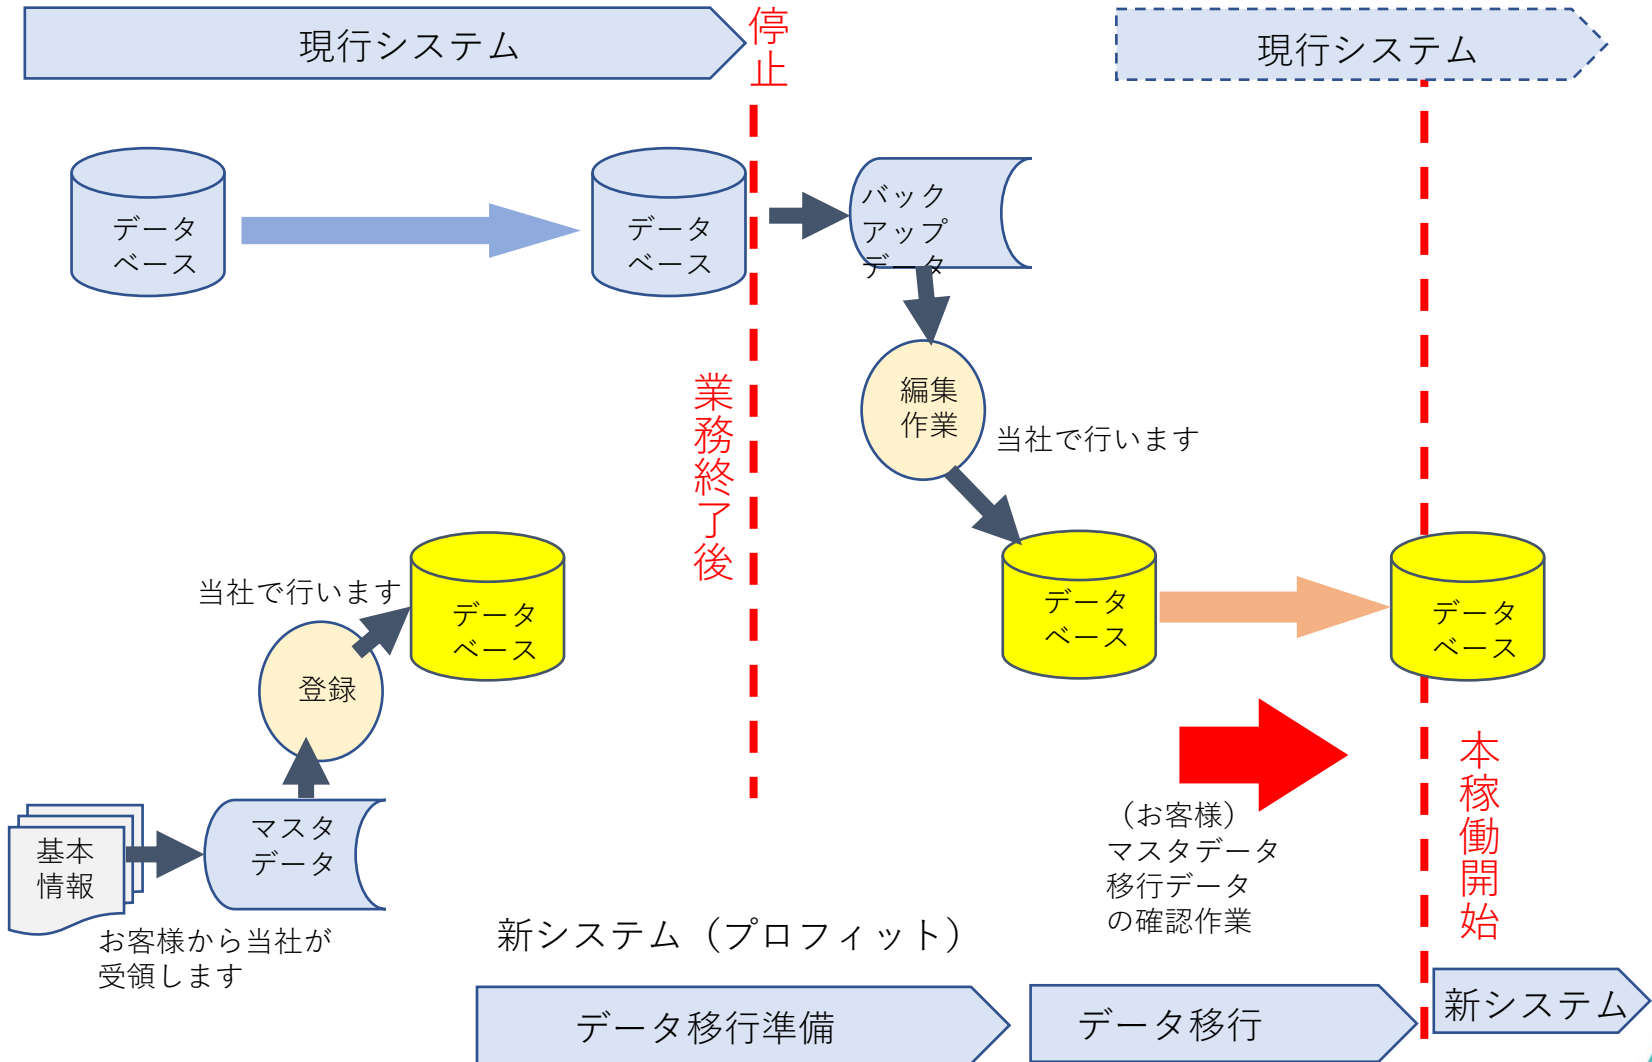 現行システム
停止
現行システム
データ
ベース
データ
ベース
バック
アップ
データ
業務終了後
編集
作業
当社で行います
当社で行います
データ
ベース
データ
ベース
データ
ベース
登録
マスタ
データ
基本
情報
お客様から当社が
受領します
（お客様）
マスタデータ
移行データ
の確認作業
本稼働開始
新システム（プロフィット）
データ移行準備
データ移行
新システム